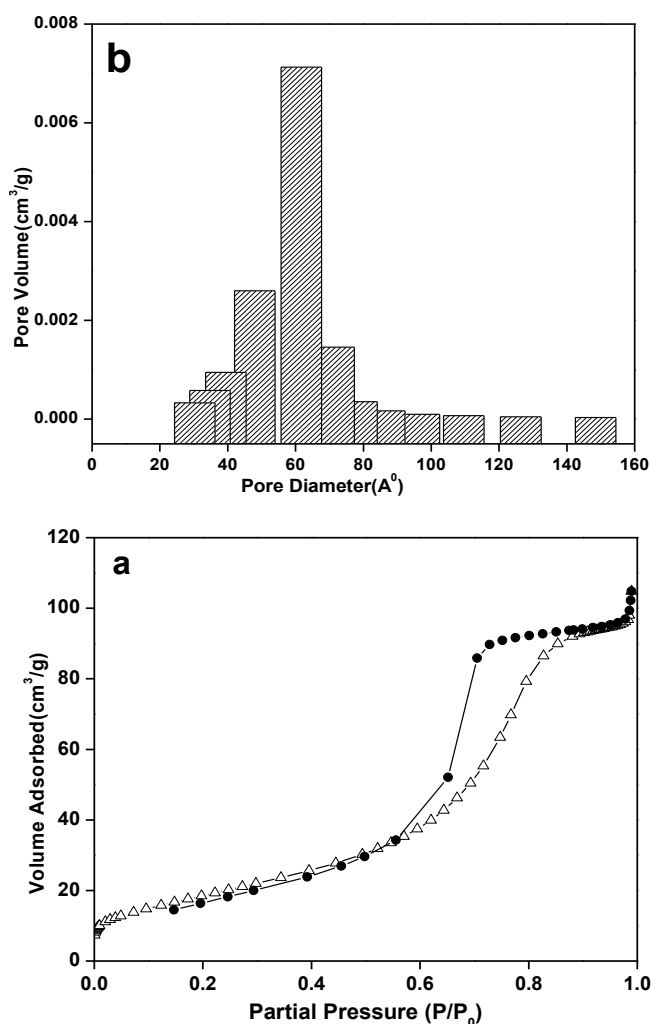 b
0.008
0.006
0.004
0.002
0.000
Pore Volume(cm³/g)
0 20 40 60 80 100 120 140 160
Pore Diameter(A⁰)
a
120
100
80
60
40
20
0
Volume Adsorbed(cm³/g)
0.0 0.2 0.4 0.6 0.8 1.0
Partial Pressure (P/P₀)